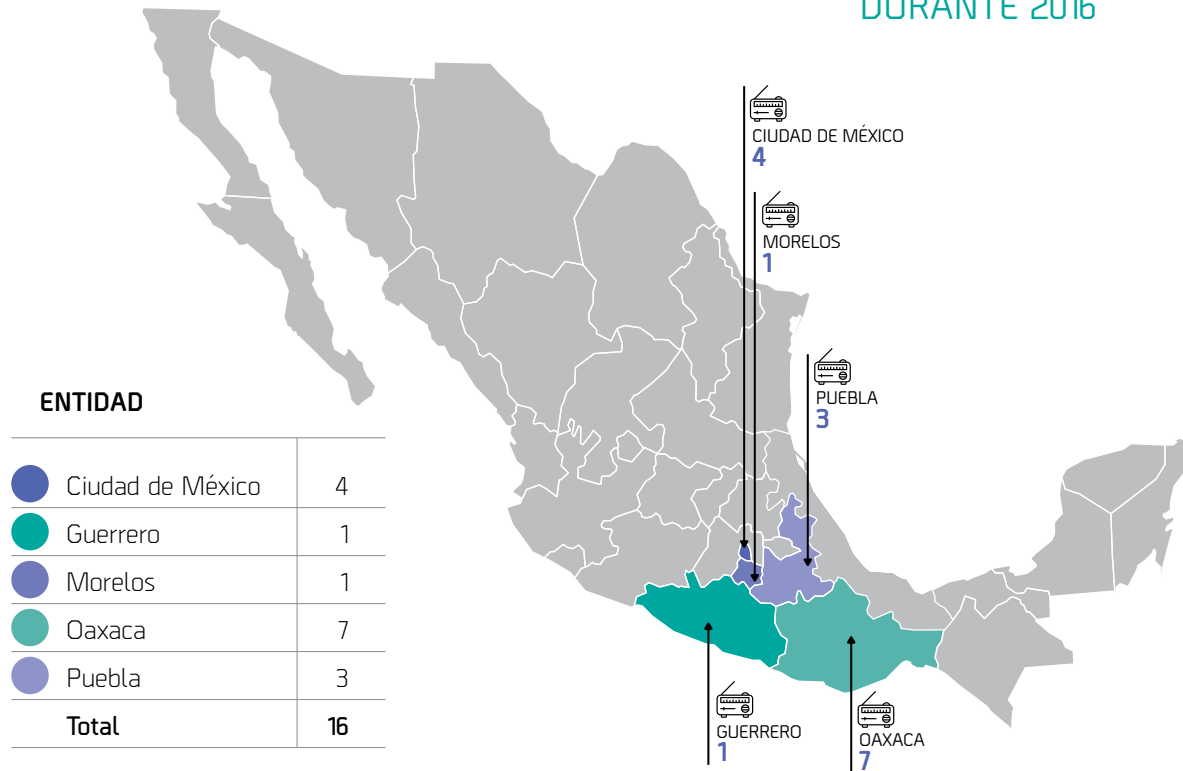 DURANTE 2016
CIUDAD DE MÉXICO
4
MORELOS
1
PUEBLA
3
ENTIDAD
Ciudad de México 4
Guerrero 1
Morelos 1
Oaxaca 7
Puebla 3
Total 16
GUERRERO
1
OAXACA
7